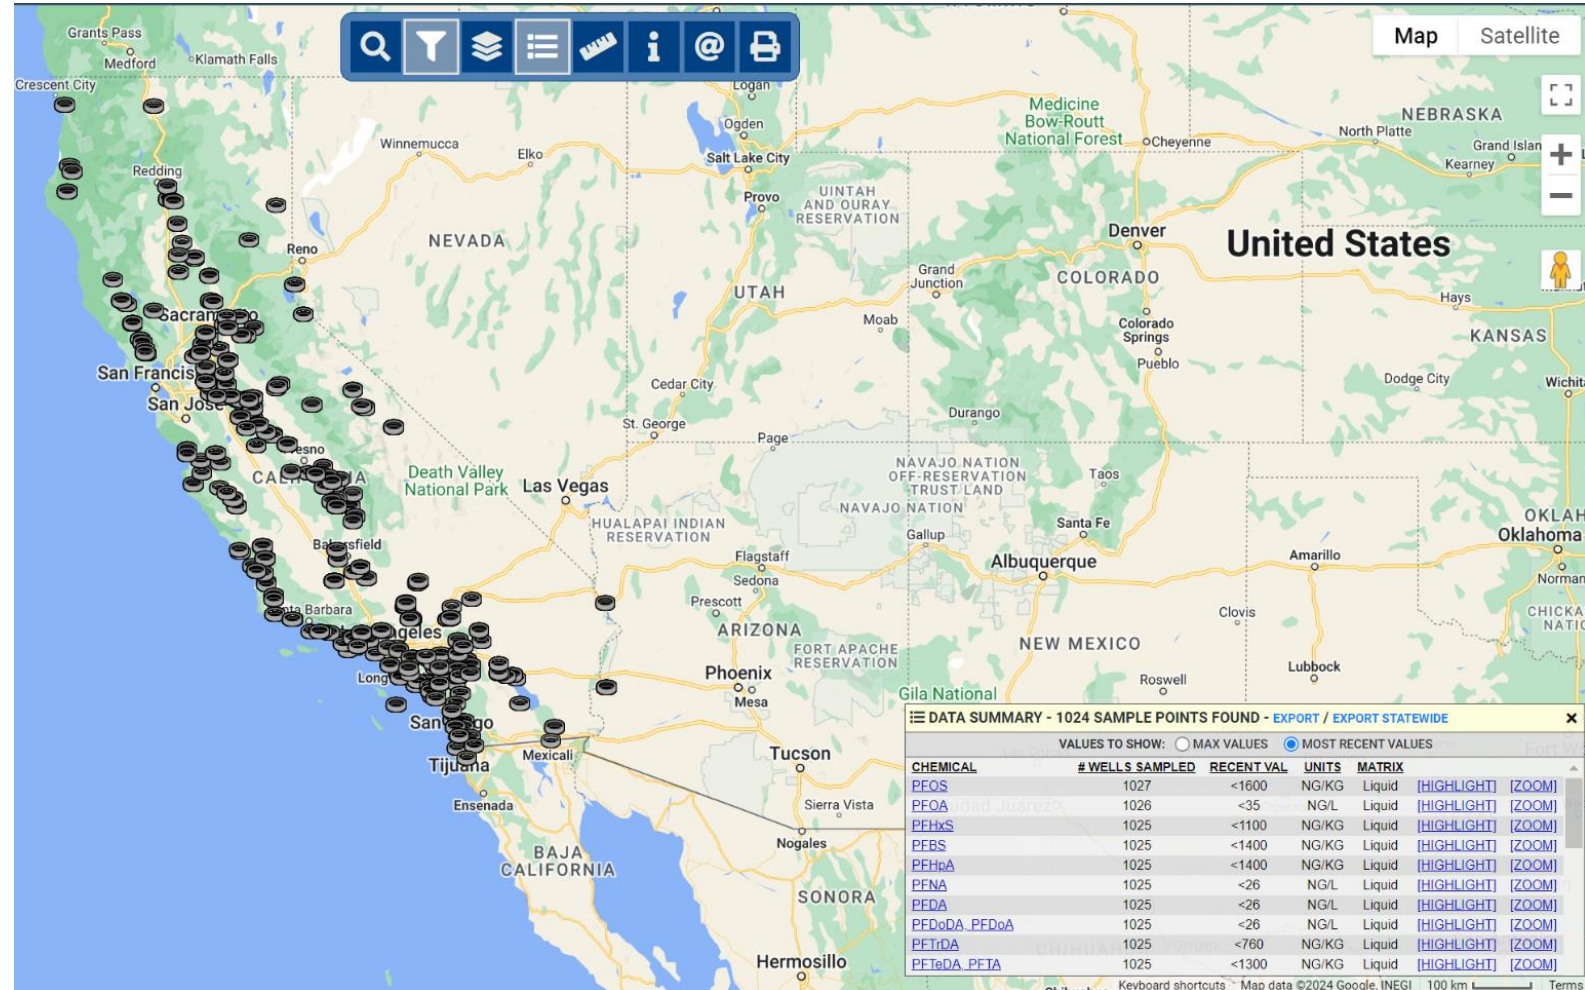 Grants Pass
Medford
Klamath Falls
Crescent City
Map
Satellite
Logan
Ogden
Medicine
Bow-Routt
National Forest
Cheyenne
NEBRASKA
North Platte
Grand Islan
Kearney
Winnemucca
Elko
Salt Lake City
Redding
Provo
UINTAH
AND OURAY
RESERVATION
Denver
United States
NEVADA
Reno
Grand
Junction
COLORADO
UTAH
Hays
Moab
Colorado
Springs
KANSAS
Pueblo
San Francis
Cedar City
Dodge City
Wichit
San Jose
St. George
Durango
Page
Death Valley
National Park
Las Vegas
NAVAJO NATION
OFF-RESERVATION
TRUST LAND
NAVAJO NATION
Taos
HUALAPAI INDIAN
RESERVATION
Gallup
Santa Fe
OKLAH
Oklahoma
Flagstaff
Albuquerque
Amarillo
Sedona
Norman
Prescott
Clovis
CHICKA
NATIO
ARIZONA
FORT APACHE
RESERVATION
NEW MEXICO
Phoenix
Mesa
Roswell
Lubbock
Long
Gila National
DATA SUMMARY - 1024 SAMPLE POINTS FOUND - EXPORT / EXPORT STATEWIDE
VALUES TO SHOW: MAX VALUES MOST RECENT VALUES
CHEMICAL # WELLS SAMPLED RECENT VAL UNITS MATRIX
PFOS 1027 <1600 NG/KG Liquid [HIGHLIGHT] [ZOOM]
PFOA 1026 <35 NG/L Liquid [HIGHLIGHT] [ZOOM]
PFHxS 1025 <1100 NG/KG Liquid [HIGHLIGHT] [ZOOM]
PFBS 1025 <1400 NG/KG Liquid [HIGHLIGHT] [ZOOM]
PFHpA 1025 <1400 NG/KG Liquid [HIGHLIGHT] [ZOOM]
PFNA 1025 <26 NG/L Liquid [HIGHLIGHT] [ZOOM]
PFDA 1025 <26 NG/L Liquid [HIGHLIGHT] [ZOOM]
PFDoDA, PFDoA 1025 <26 NG/L Liquid [HIGHLIGHT] [ZOOM]
PFTrDA 1025 <760 NG/KG Liquid [HIGHLIGHT] [ZOOM]
PFTeDA, PFTA 1025 <1300 NG/KG Liquid [HIGHLIGHT] [ZOOM]
Tijuana
Mexicali
Tucson
Ensenada
Sierra Vista
Nogales
BAJA
CALIFORNIA
SONORA
Hermosillo
Keyboard shortcuts Map data ©2024 Google, INEGI 100 km Terms